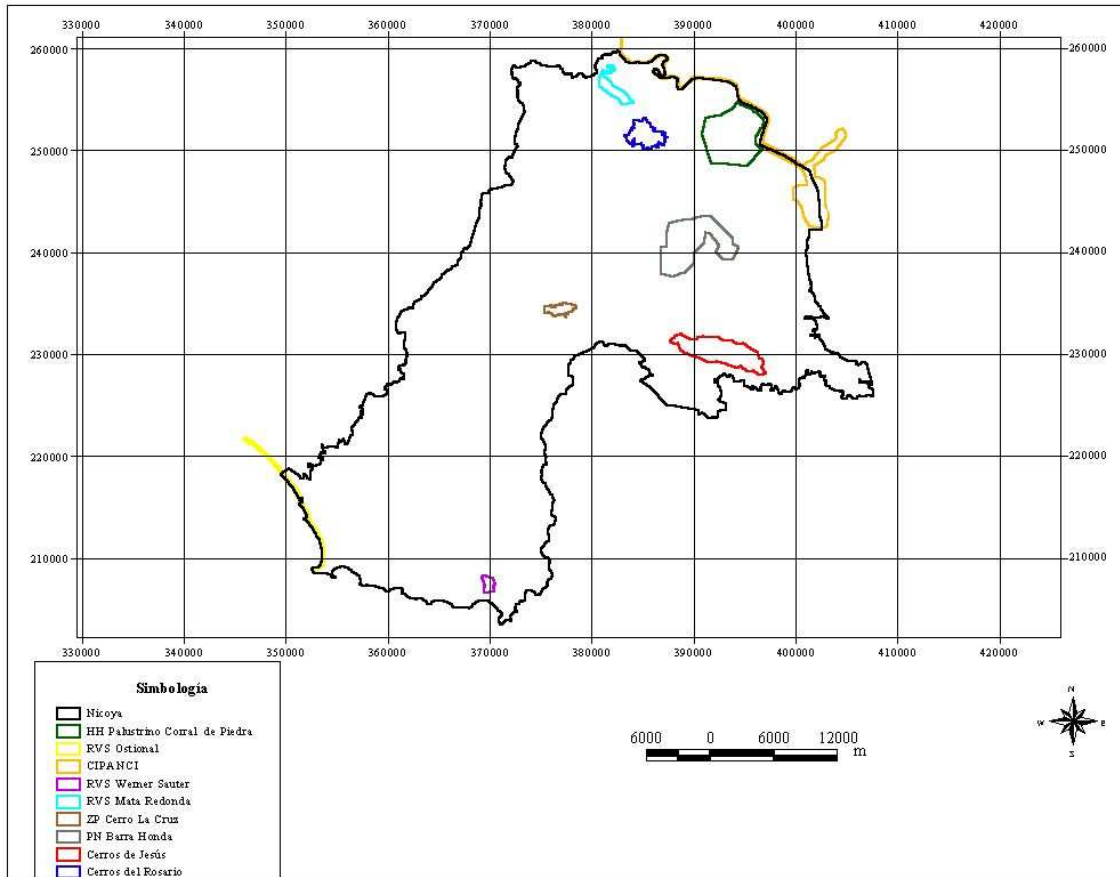 330000 340000 350000 360000 370000 380000 390000 400000 410000 420000
260000 260000
250000 250000
240000 240000
230000 230000
220000 220000
210000 210000
330000 340000 350000 360000 370000 380000 390000 400000 410000 420000
Simbología
Nicoya
HH Palustrino Corral de Piedra
RVS Ostional
CIPANCI
RVS Werner Sauter
RVS Mata Redonda
ZP Cerro La Cruz
PN Barra Honda
Cerros de Jesús
Cerros del Rosario
6000 0 6000 12000 m
N
W E
S